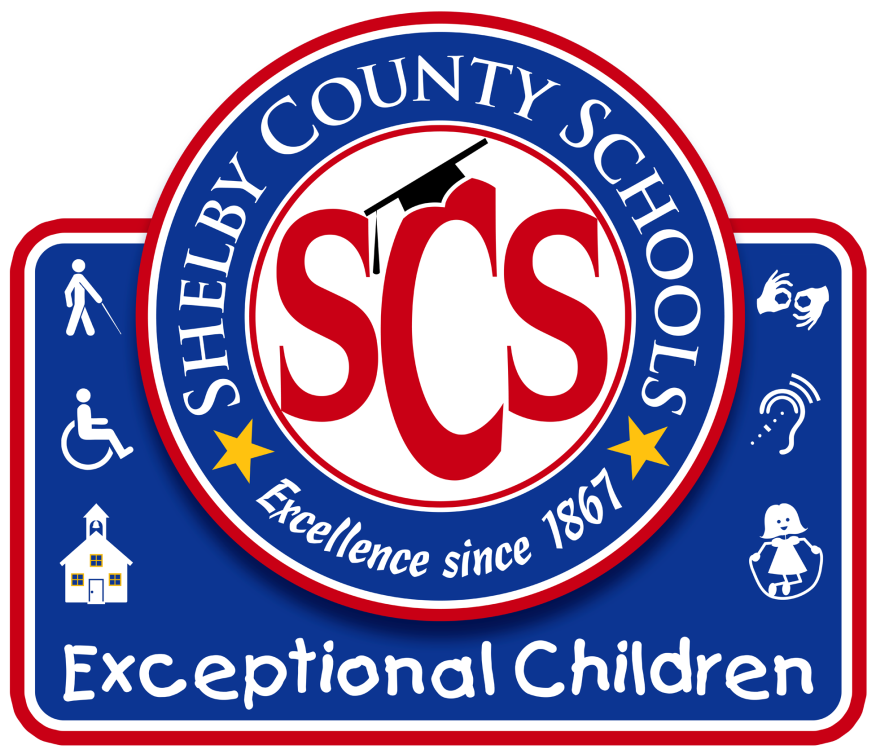 SHELBY COUNTY SCHOOLS
SCS
Excellence since 1867
Exceptional Children